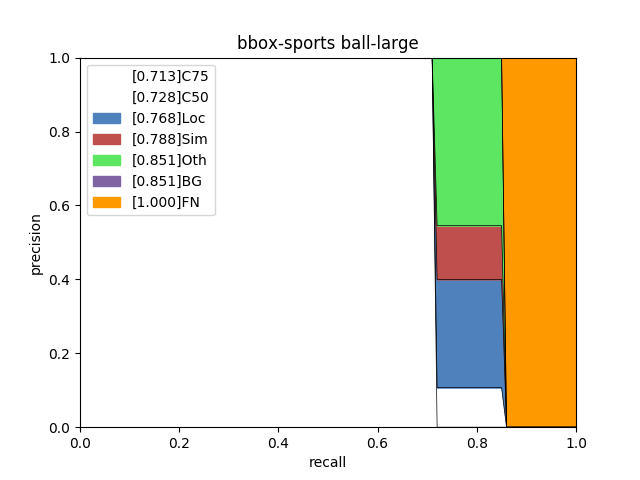 bbox-sports ball-large
[0.713]C75
[0.728]C50
[0.768]Loc
[0.788]Sim
[0.851]Oth
[0.851]BG
[1.000]FN
precision
1.0
0.8
0.6
0.4
0.2
0.0
0.0 0.2 0.4 0.6 0.8 1.0
recall